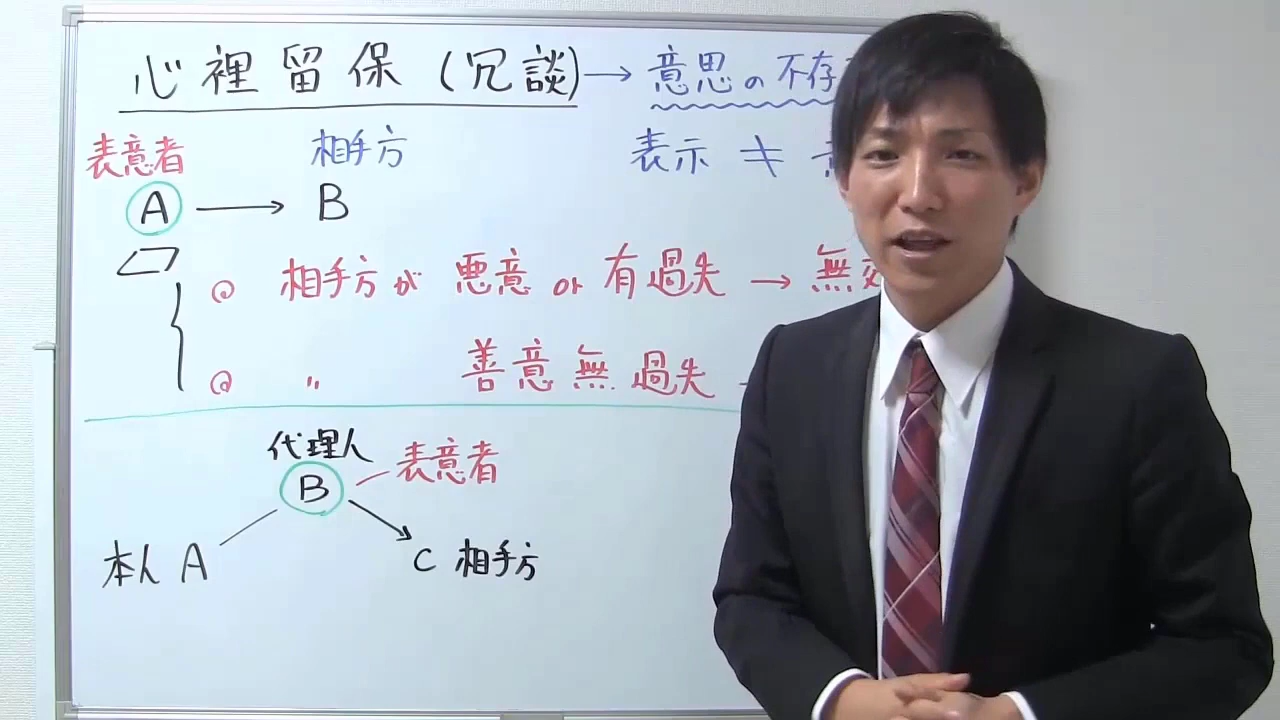 心裡留保(冗談)→意思の不存
表意者 相手方 表示 ≠
A → B
◎ 相手方が 悪意 or 有過失 → 無効
◎ 〃 善意無過失 →
代理人
B 表意者
本人 A C 相手方